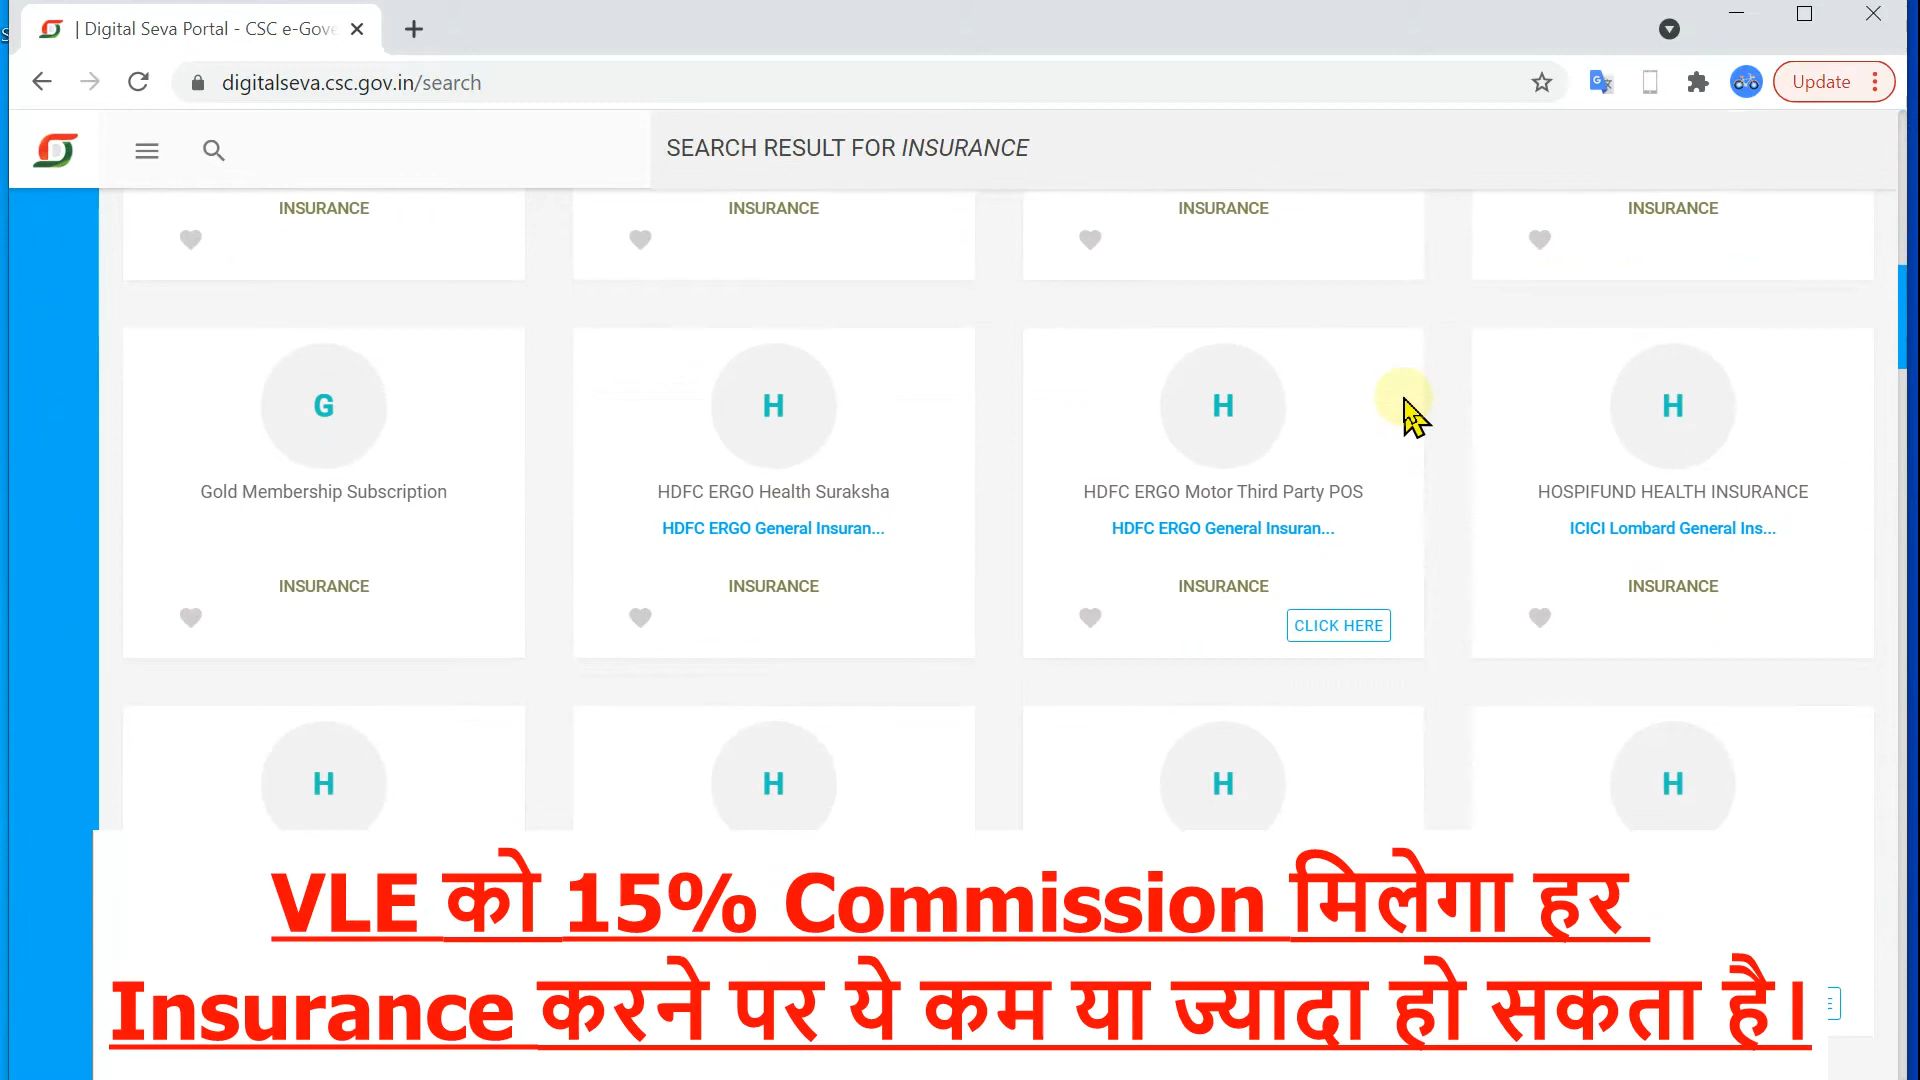 | Digital Seva Portal - CSC e-Gove
digitalseva.csc.gov.in/search
Update
SEARCH RESULT FOR INSURANCE
INSURANCE INSURANCE INSURANCE INSURANCE
G H H H
Gold Membership Subscription HDFC ERGO Health Suraksha HDFC ERGO Motor Third Party POS HOSPIFUND HEALTH INSURANCE
HDFC ERGO General Insuran... HDFC ERGO General Insuran... ICICI Lombard General Ins...
INSURANCE INSURANCE INSURANCE INSURANCE
CLICK HERE
H H H H
VLE को 15% Commission मिलेगा हर
Insurance करने पर ये कम या ज्यादा हो सकता है।